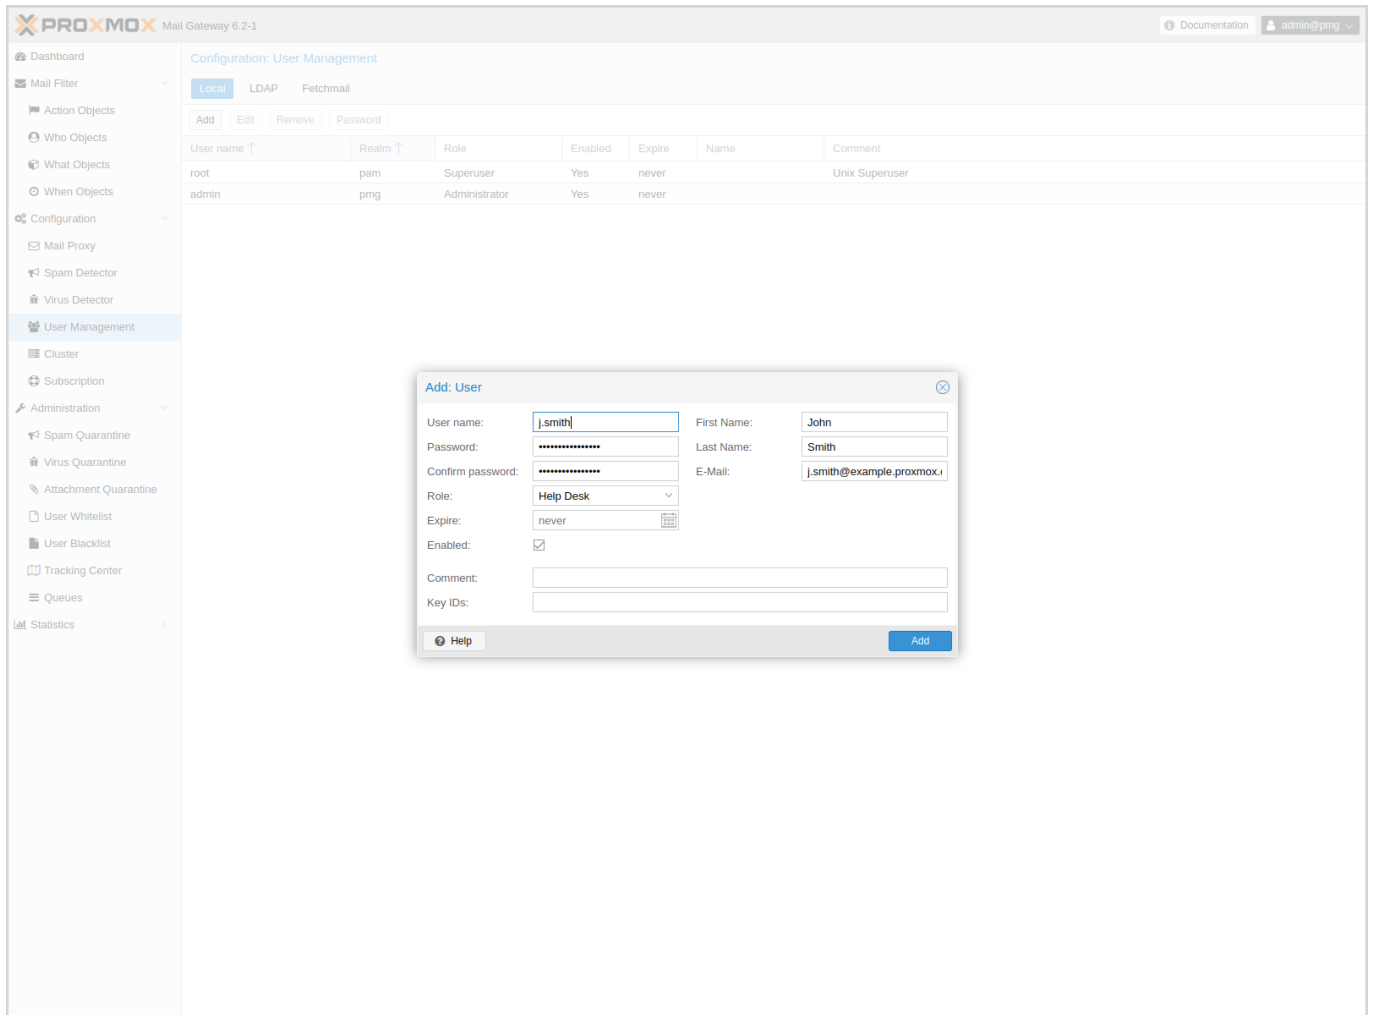 PROXMOX Mail Gateway 6.2-1 Documentation admin@pmg
Dashboard
Mail Filter
Action Objects
Who Objects
What Objects
When Objects
Configuration
Mail Proxy
Spam Detector
Virus Detector
User Management
Cluster
Subscription
Administration
Spam Quarantine
Virus Quarantine
Attachment Quarantine
User Whitelist
User Blacklist
Tracking Center
Queues
Statistics
Configuration: User Management
Local LDAP Fetchmail
Add Edit Remove Password
User name Realm Role Enabled Expire Name Comment
root pam Superuser Yes never Unix Superuser
admin pmg Administrator Yes never
Add: User
User name: j.smith First Name: John
Password: •••••••••••••••• Last Name: Smith
Confirm password: •••••••••••••••• E-Mail: j.smith@example.proxmox.
Role: Help Desk
Expire: never
Enabled:
Comment:
Key IDs:
Help Add